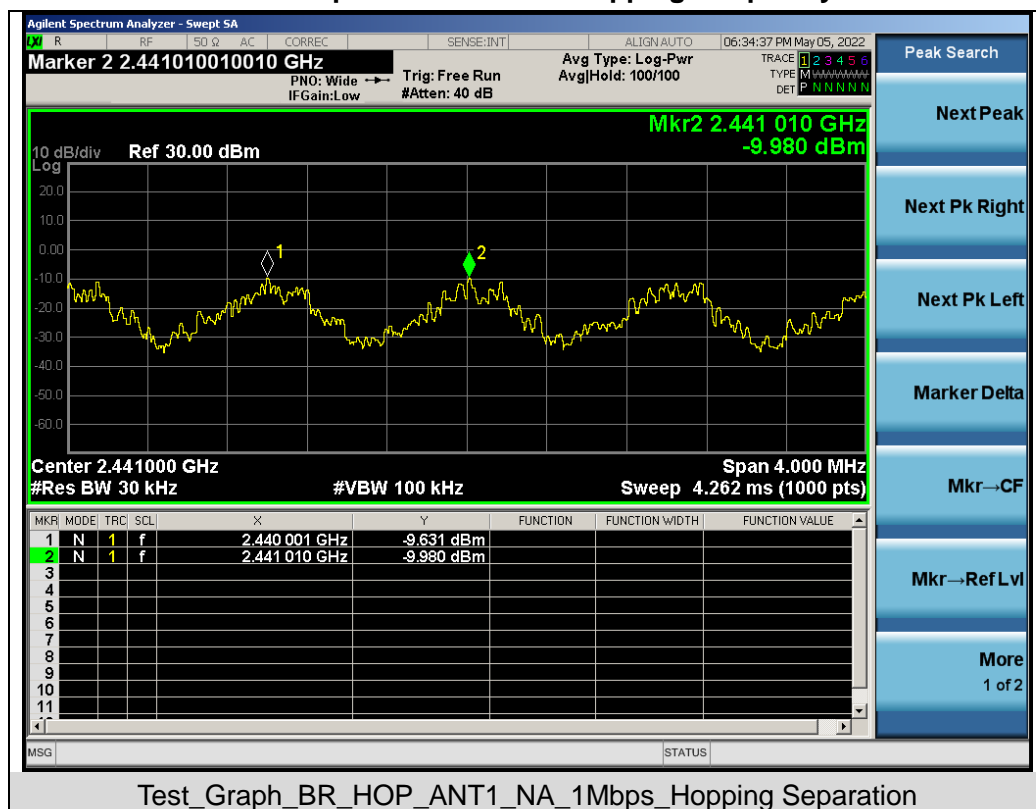 Agilent Spectrum Analyzer - Swept SA
LXI R RF 50 Ω AC CORREC SENSE:INT ALIGN AUTO 06:34:37 PM May 05, 2022
Marker 2 2.441010010010 GHz
PNO: Wide
IFGain:Low
Trig: Free Run
#Atten: 40 dB
Avg Type: Log-Pwr
Avg|Hold: 100/100
TRACE 1 2 3 4 5 6
TYPE M
DET P N N N N N
Mkr2 2.441 010 GHz
-9.980 dBm
10 dB/div Ref 30.00 dBm
Log
20.0
10.0
0.00
-10.0
-20.0
-30.0
-40.0
-50.0
-60.0
1
2
Center 2.441000 GHz Span 4.000 MHz
#Res BW 30 kHz #VBW 100 kHz Sweep 4.262 ms (1000 pts)
MKR MODE TRC SCL X Y FUNCTION FUNCTION WIDTH FUNCTION VALUE
1 N 1 f 2.440 001 GHz -9.631 dBm
2 N 1 f 2.441 010 GHz -9.980 dBm
3
4
5
6
7
8
9
10
11
MSG STATUS
Peak Search
Next Peak
Next Pk Right
Next Pk Left
Marker Delta
Mkr→CF
Mkr→Ref Lvl
More
1 of 2
Test_Graph_BR_HOP_ANT1_NA_1Mbps_Hopping Separation